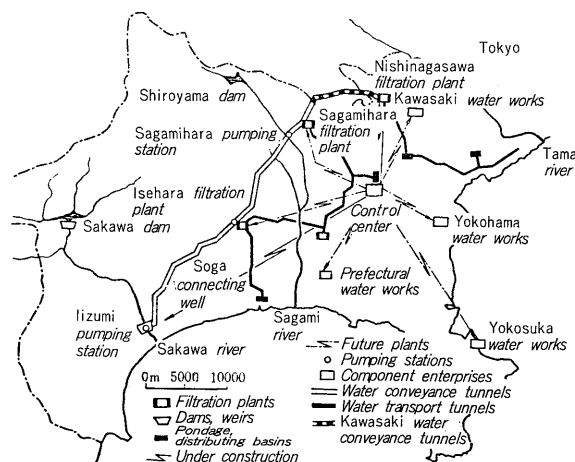 Tokyo
Nishinagasawa
filtration plant
Kawasaki water works
Shiroyama dam
Sagamihara pumping
station
Sagamihara
filtration
plant
Tama
river
Isehara filtration
plant
Sakawa dam
Control
center
Yokohama
water works
Soga
connecting
well
Prefectural
water works
Iizumi
pumping
station
Sakawa river
Sagami
river
Yokosuka
water works
0m 5000 10000
Filtration plants
Dams, weirs
Pondage,
distributing basins
Under construction
Future plants
Pumping stations
Component enterprises
Water conveyance tunnels
Water transport tunnels
Kawasaki water
conveyance tunnels